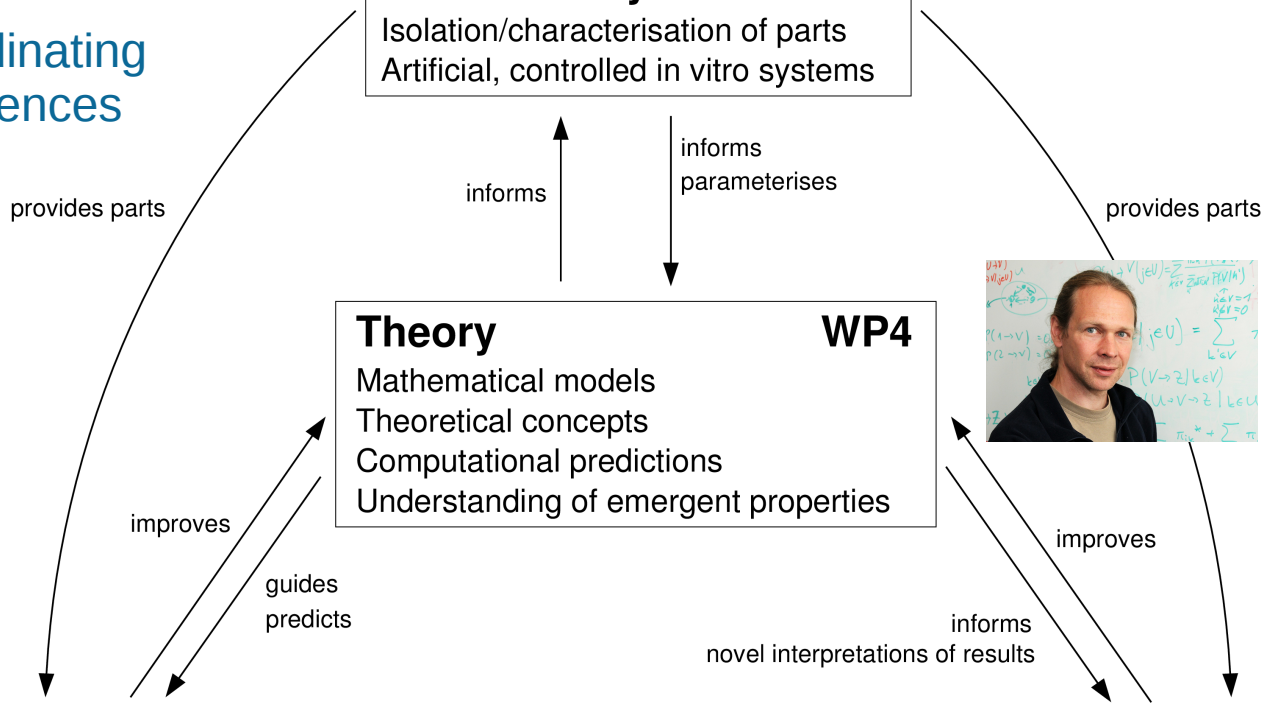 dinating
ences
Isolation/characterisation of parts
Artificial, controlled in vitro systems
informs
parameterises
informs
provides parts
provides parts
Theory WP4
Mathematical models
Theoretical concepts
Computational predictions
Understanding of emergent properties
improves
guides
predicts
improves
informs
novel interpretations of results